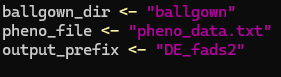 ballgown_dir <- "ballgown"
pheno_file <- "pheno_data.txt"
output_prefix <- "DE_fads2"